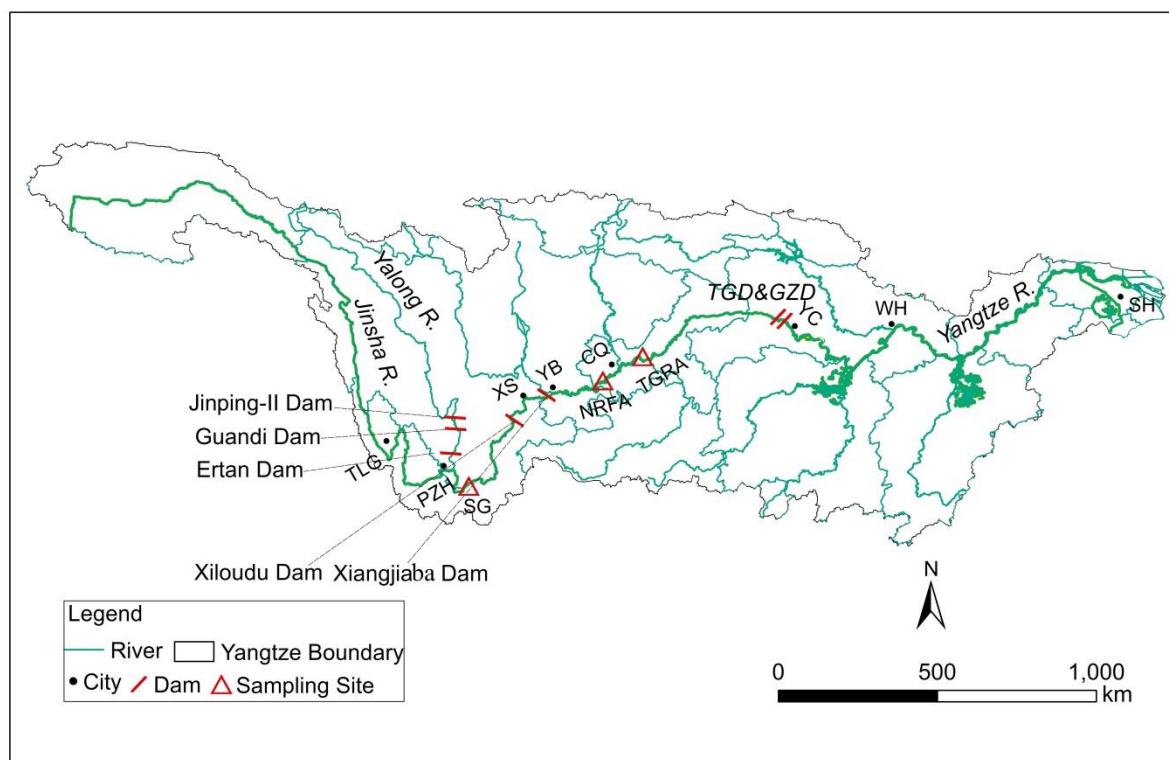 Yalong R.
Jinsha R.
TGD&GZD
YC
WH
Yangtze R.
SH
CQ
TGRA
YB
NRFA
XS
Jinping-II Dam
Guandi Dam
Ertan Dam
TLG
PZH
SG
Xiloudu Dam
Xiangjiaba Dam
N
Legend
River
Yangtze Boundary
City
Dam
Sampling Site
0
500
1,000
km